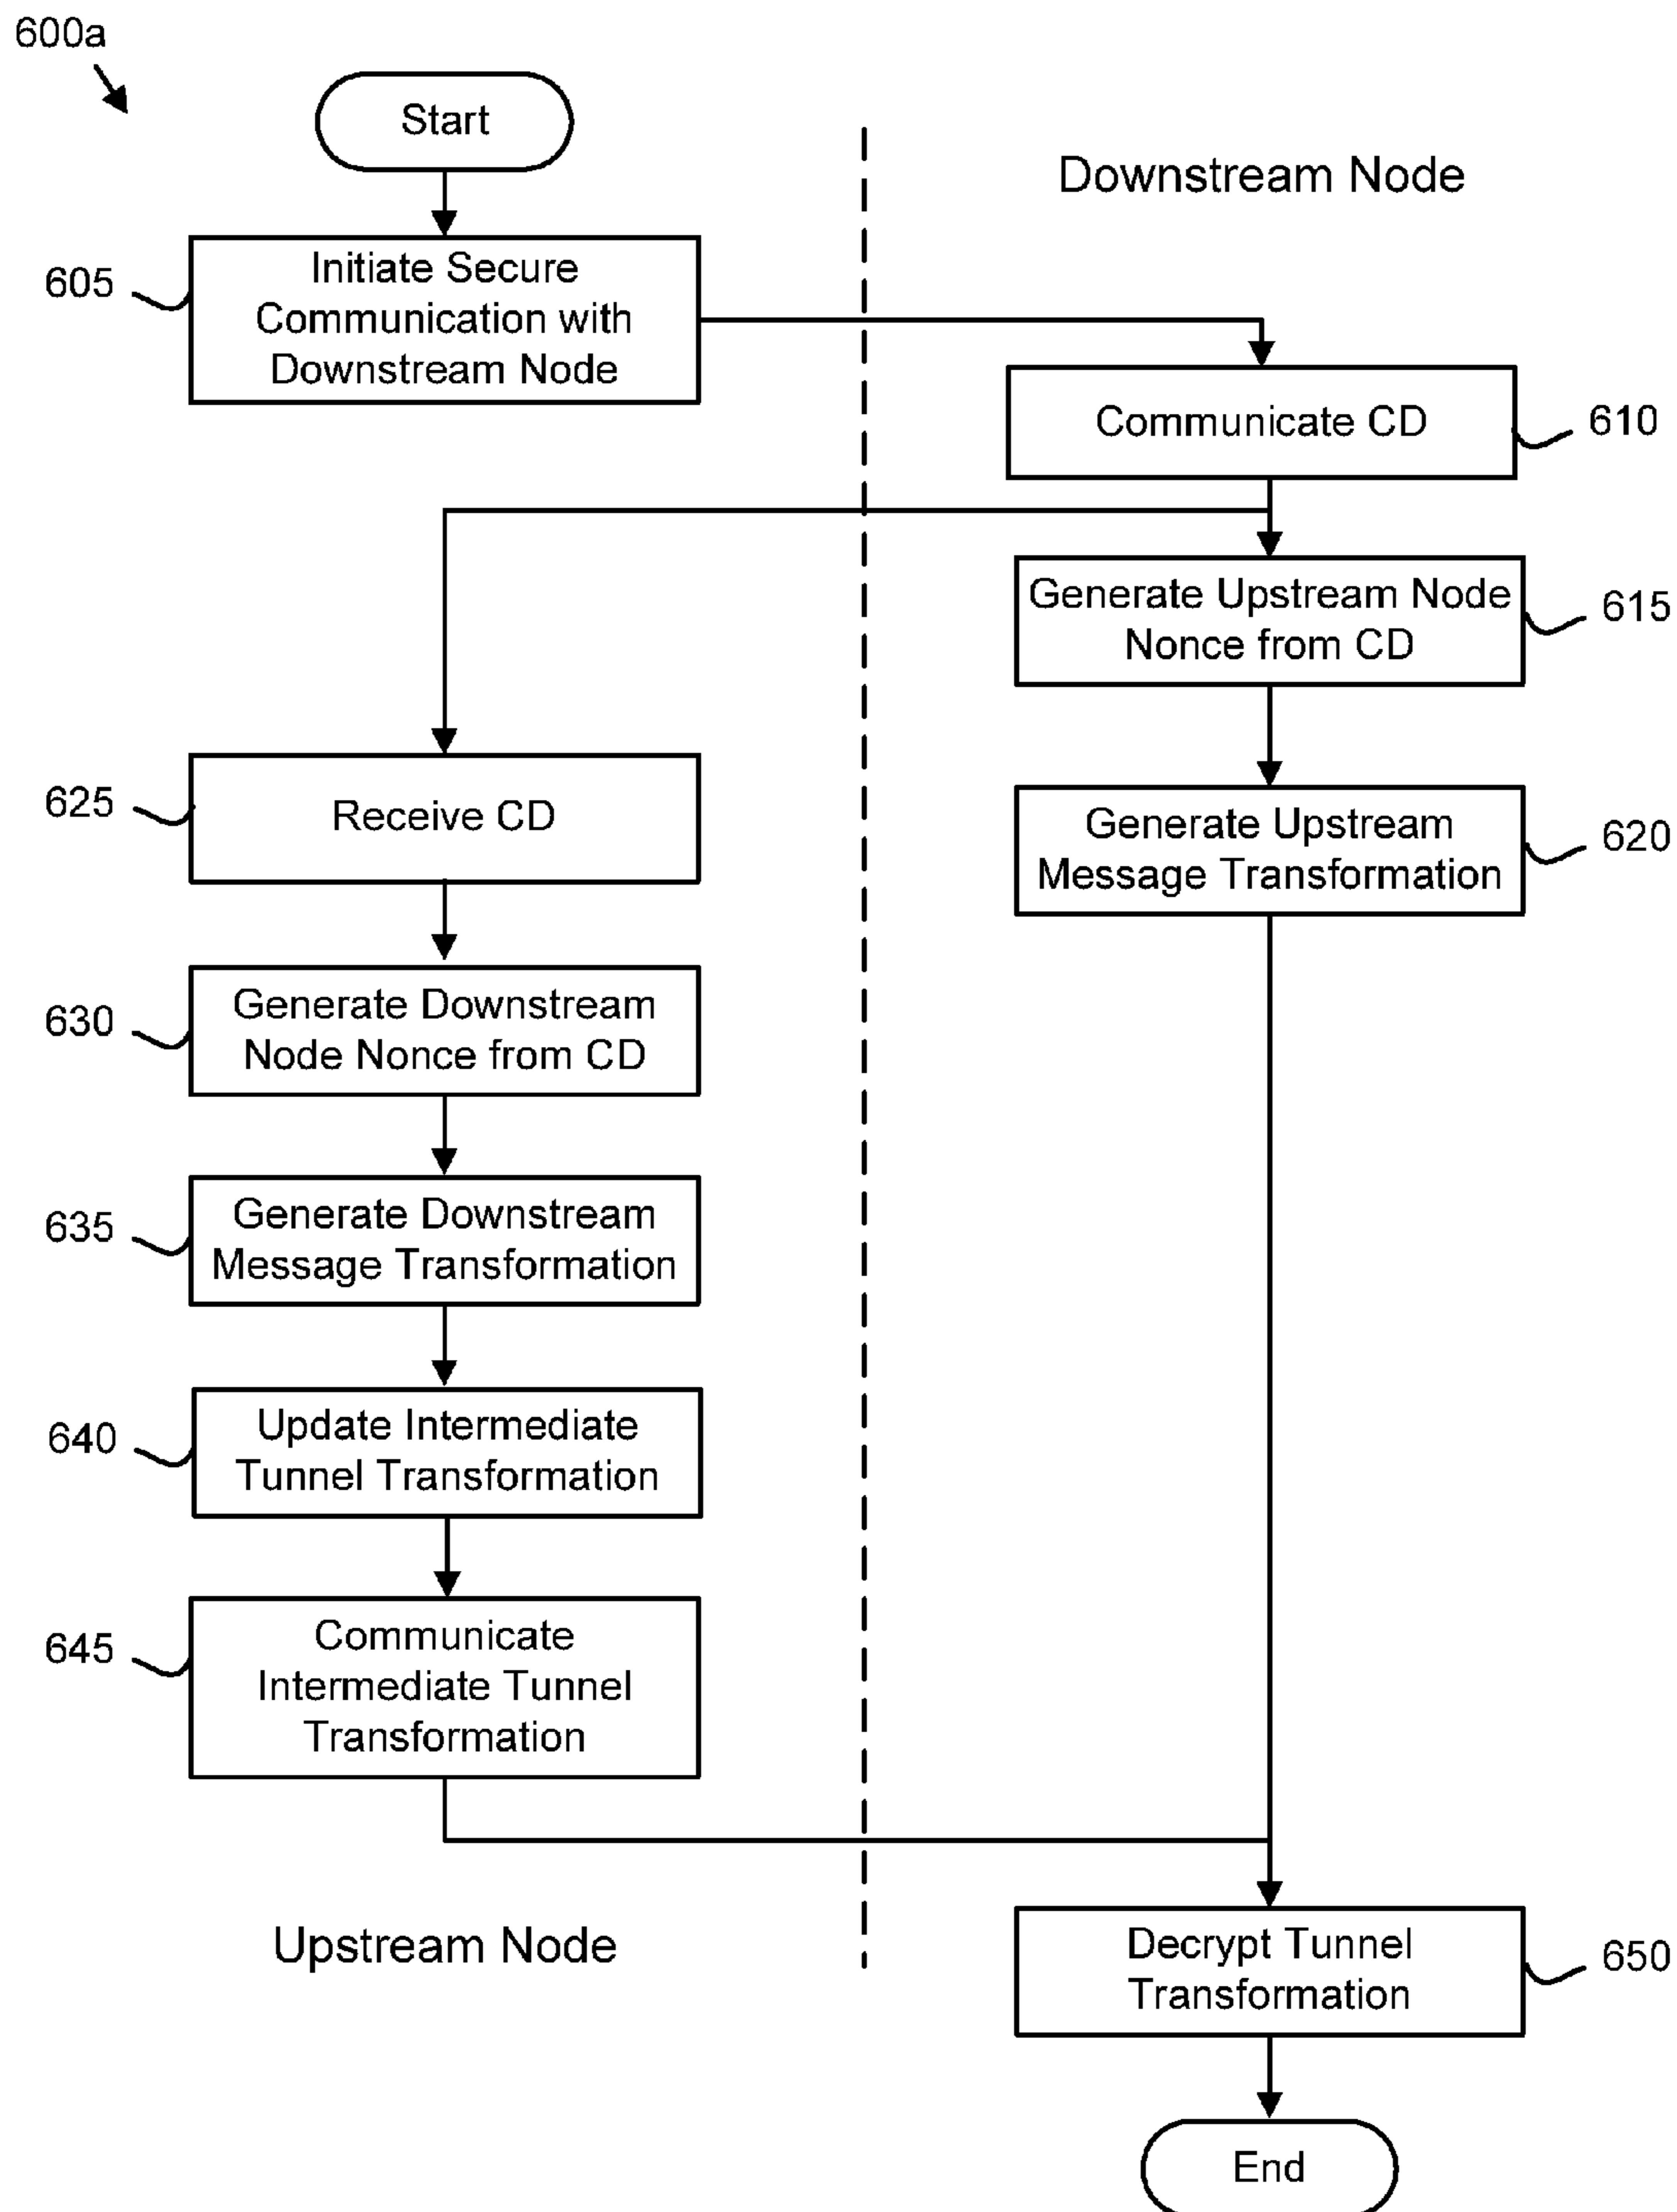 600a
Start
Downstream Node
605
Initiate Secure
Communication with
Downstream Node
Communicate CD
610
Generate Upstream Node
Nonce from CD
615
625
Receive CD
Generate Upstream
Message Transformation
620
630
Generate Downstream
Node Nonce from CD
635
Generate Downstream
Message Transformation
640
Update Intermediate
Tunnel Transformation
645
Communicate
Intermediate Tunnel
Transformation
Upstream Node
Decrypt Tunnel
Transformation
650
End